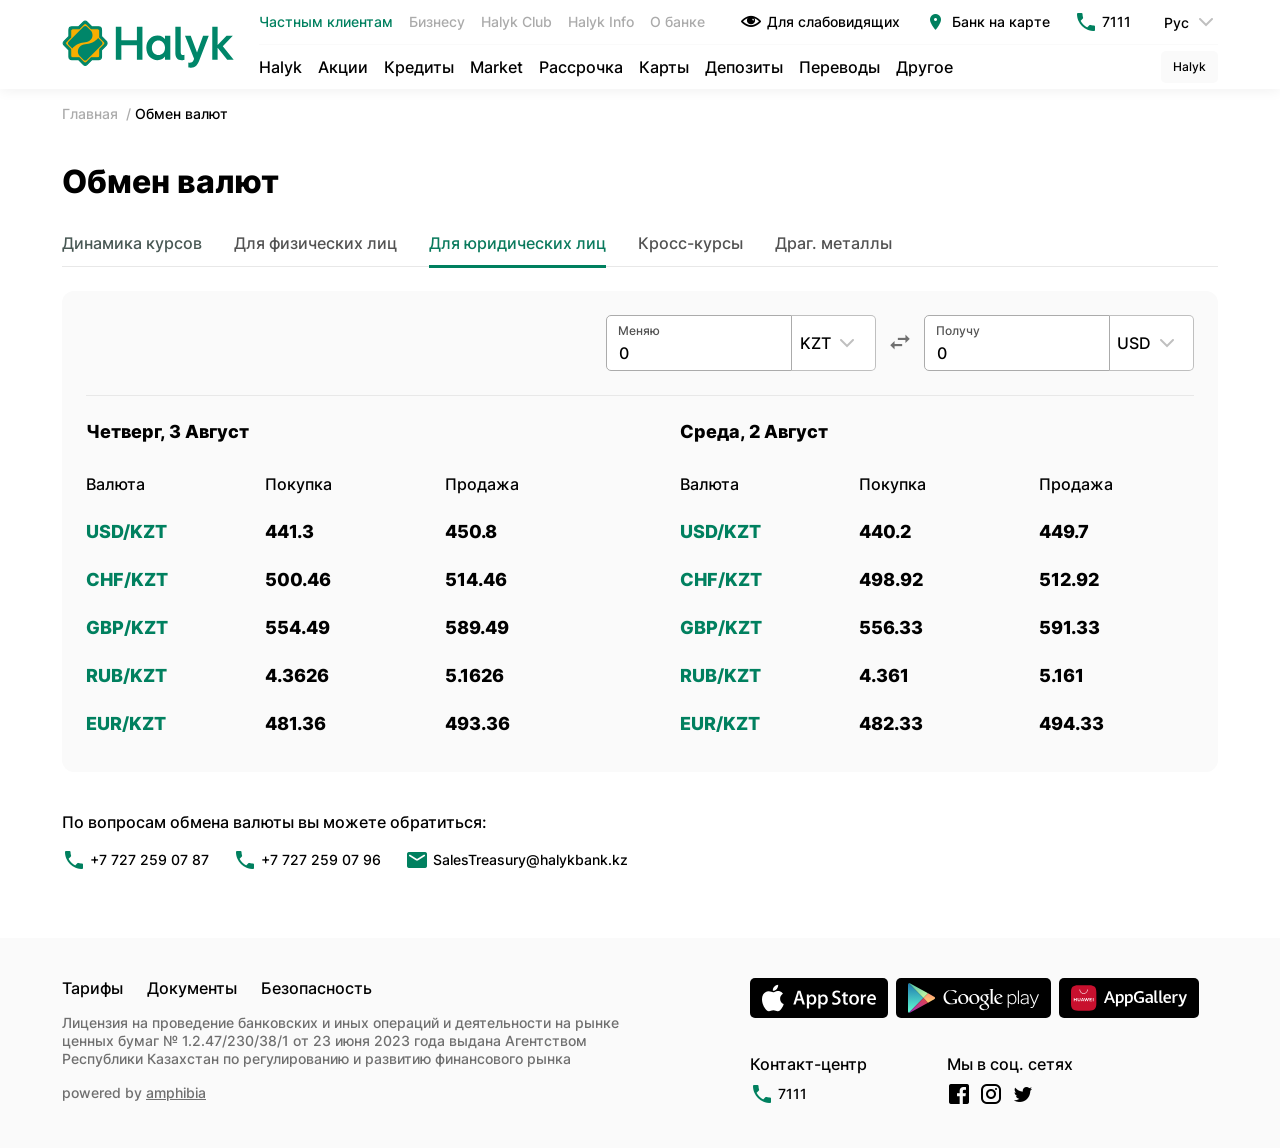 Halyk
Частным клиентам Бизнесу Halyk Club Halyk Info О банке Для слабовидящих Банк на карте 7111 Рус
Halyk Акции Кредиты Market Рассрочка Карты Депозиты Переводы Другое Halyk
Главная / Обмен валют
Обмен валют
Динамика курсов Для физических лиц Для юридических лиц Кросс-курсы Драг. металлы
Меняю Получу
0 KZT 0 USD
Четверг, 3 Август Среда, 2 Август
Валюта Покупка Продажа Валюта Покупка Продажа
USD/KZT 441.3 450.8 USD/KZT 440.2 449.7
CHF/KZT 500.46 514.46 CHF/KZT 498.92 512.92
GBP/KZT 554.49 589.49 GBP/KZT 556.33 591.33
RUB/KZT 4.3626 5.1626 RUB/KZT 4.361 5.161
EUR/KZT 481.36 493.36 EUR/KZT 482.33 494.33
По вопросам обмена валюты вы можете обратиться:
+7 727 259 07 87 +7 727 259 07 96 SalesTreasury@halykbank.kz
Тарифы Документы Безопасность
Лицензия на проведение банковских и иных операций и деятельности на рынке
ценных бумаг № 1.2.47/230/38/1 от 23 июня 2023 года выдана Агентством
Республики Казахстан по регулированию и развитию финансового рынка
powered by amphibia
App Store Google play HUAWEI AppGallery
Контакт-центр Мы в соц. сетях
7111